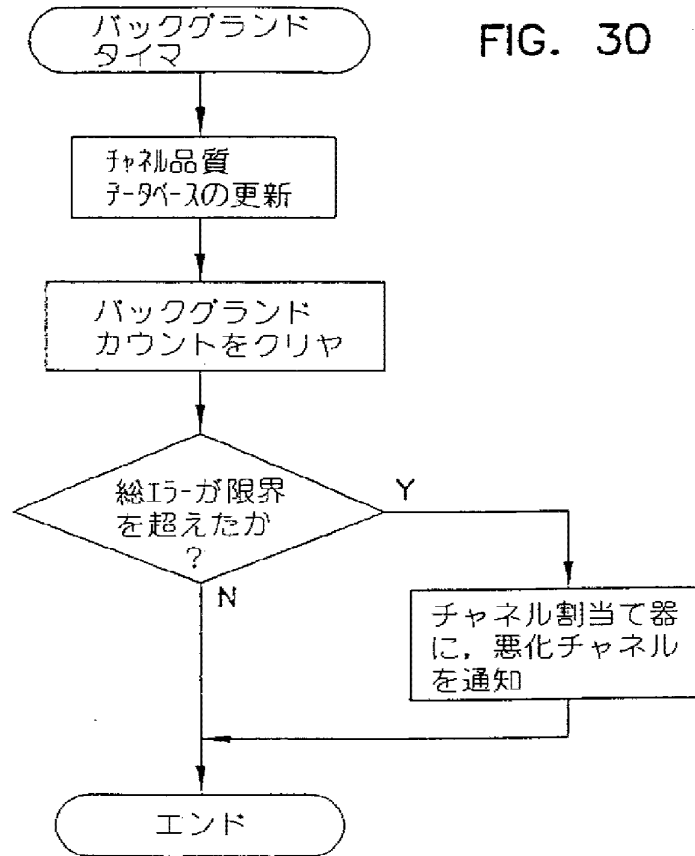 FIG. 30
バックグランド
タイマ
チャネル品質
データベースの更新
バックグランド
カウントをクリヤ
総エラーが限界
を超えたか
?
Y
N
チャネル割当て器
に,悪化チャネル
を通知
エンド